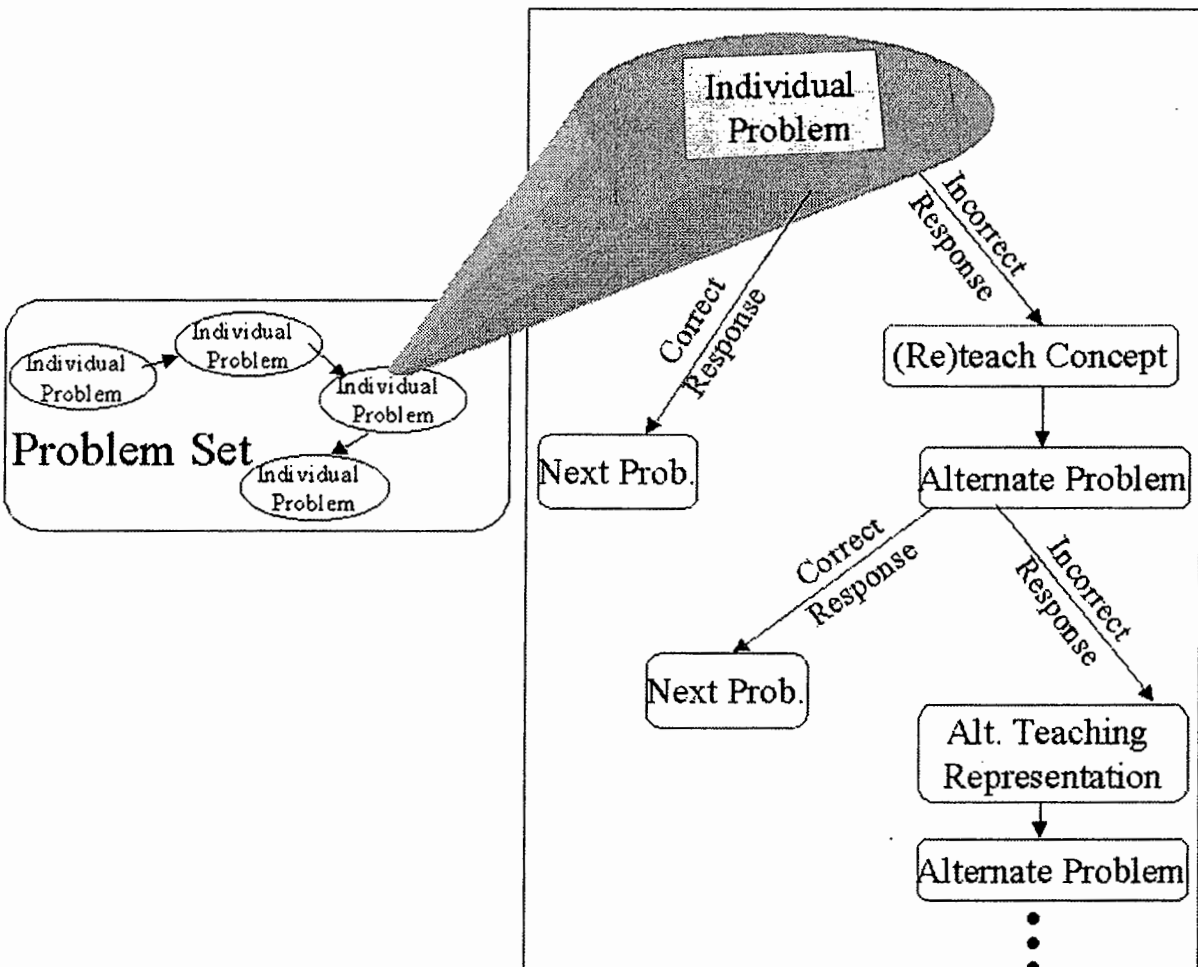 Individual
Problem
Correct
Response
Incorrect
Response
Individual
Problem
Individual
Problem
Individual
Problem
Individual
Problem
Problem Set
Next Prob.
(Re)teach Concept
Alternate Problem
Correct
Response
Incorrect
Response
Next Prob.
Alt. Teaching
Representation
Alternate Problem